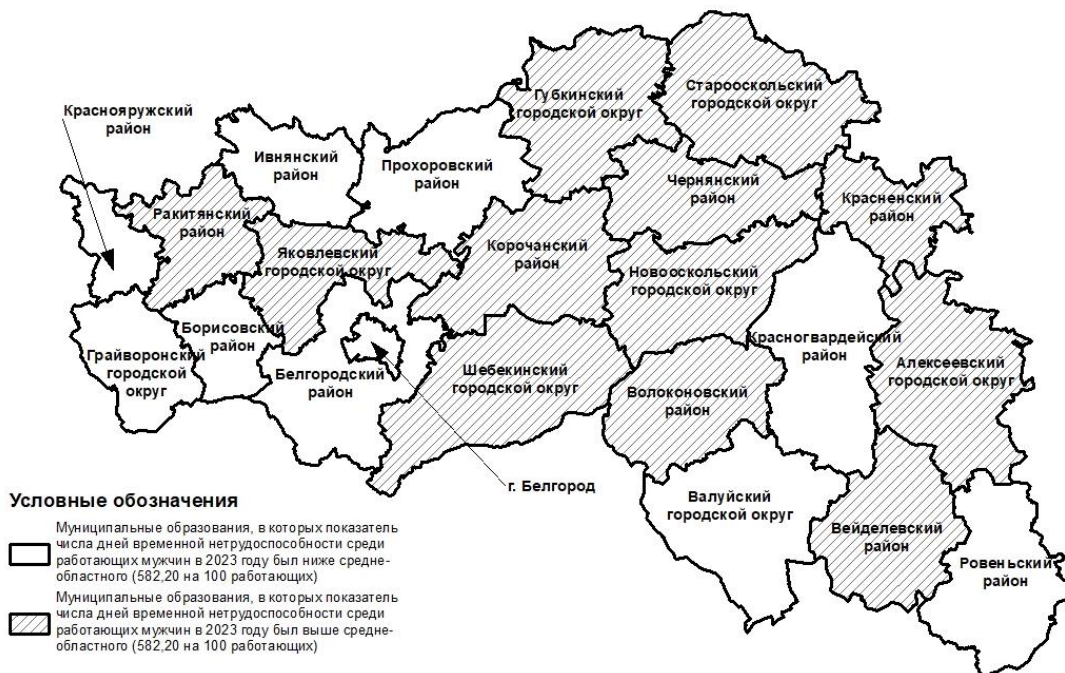 Губкинский
городской округ
Старооскольский
городской округ
Краснояружский
район
Ивнянский
район
Прохоровский
район
Чернянский
район
Красненский
район
Ракитянский
район
Яковлевский
городской округ
Корочанский
район
Новооскольский
городской округ
Борисовский
район
Грайворонский
городской
округ
Белгородский
район
Шебекинский
городской округ
Волоконовский
район
Красногвардейский
район
Алексеевский
городской округ
г. Белгород
Валуйский
городской округ
Вейделевский
район
Ровеньский
район
Условные обозначения
Муниципальные образования, в которых показатель
числа дней временной нетрудоспособности среди
работающих мужчин в 2023 году был ниже средне-
областного (582,20 на 100 работающих)
Муниципальные образования, в которых показатель
числа дней временной нетрудоспособности среди
работающих мужчин в 2023 году был выше средне-
областного (582,20 на 100 работающих)